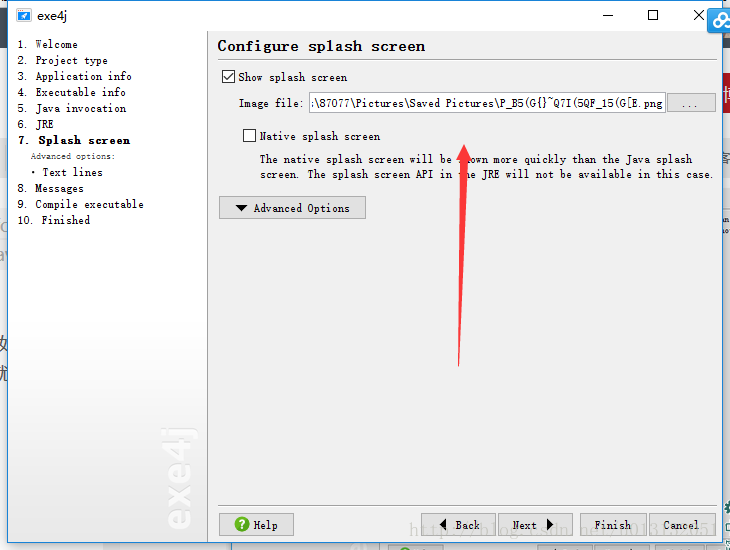 exe4j
1. Welcome
2. Project type
3. Application info
4. Executable info
5. Java invocation
6. JRE
7. Splash screen
Advanced options:
• Text lines
8. Messages
9. Compile executable
10. Finished
exe4j
Configure splash screen
Show splash screen
Image file: :\87077\Pictures\Saved Pictures\P_B5(G{}~Q7I(5QF_15(G[E.png ...
Native splash screen
The native splash screen will be shown more quickly than the Java splash
screen. The splash screen API in the JRE will not be available in this case.
Advanced Options
Help Back Next Finish Cancel